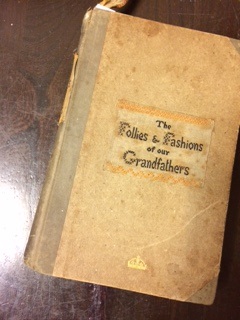 The
Follies & Fashions
of our
Grandfathers